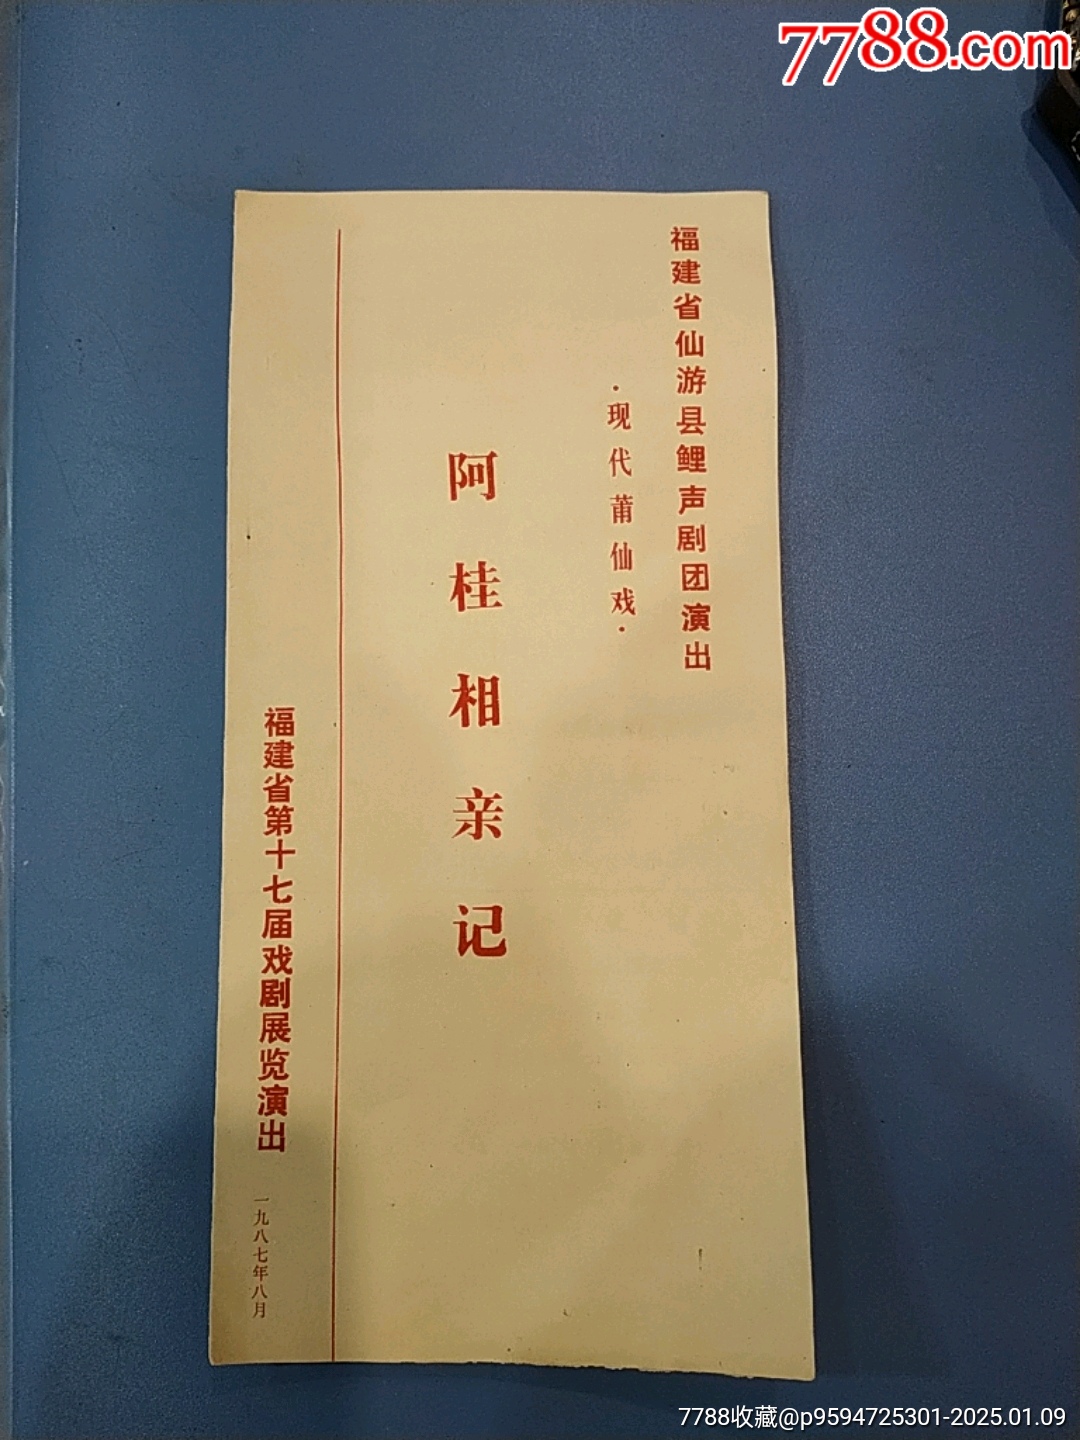 7788.com
福建省仙游县鲤声剧团演出
·现代莆仙戏·
阿桂相亲记
福建省第十七届戏剧展览演出
一九八七年八月
7788收藏@p9594725301-2025.01.09